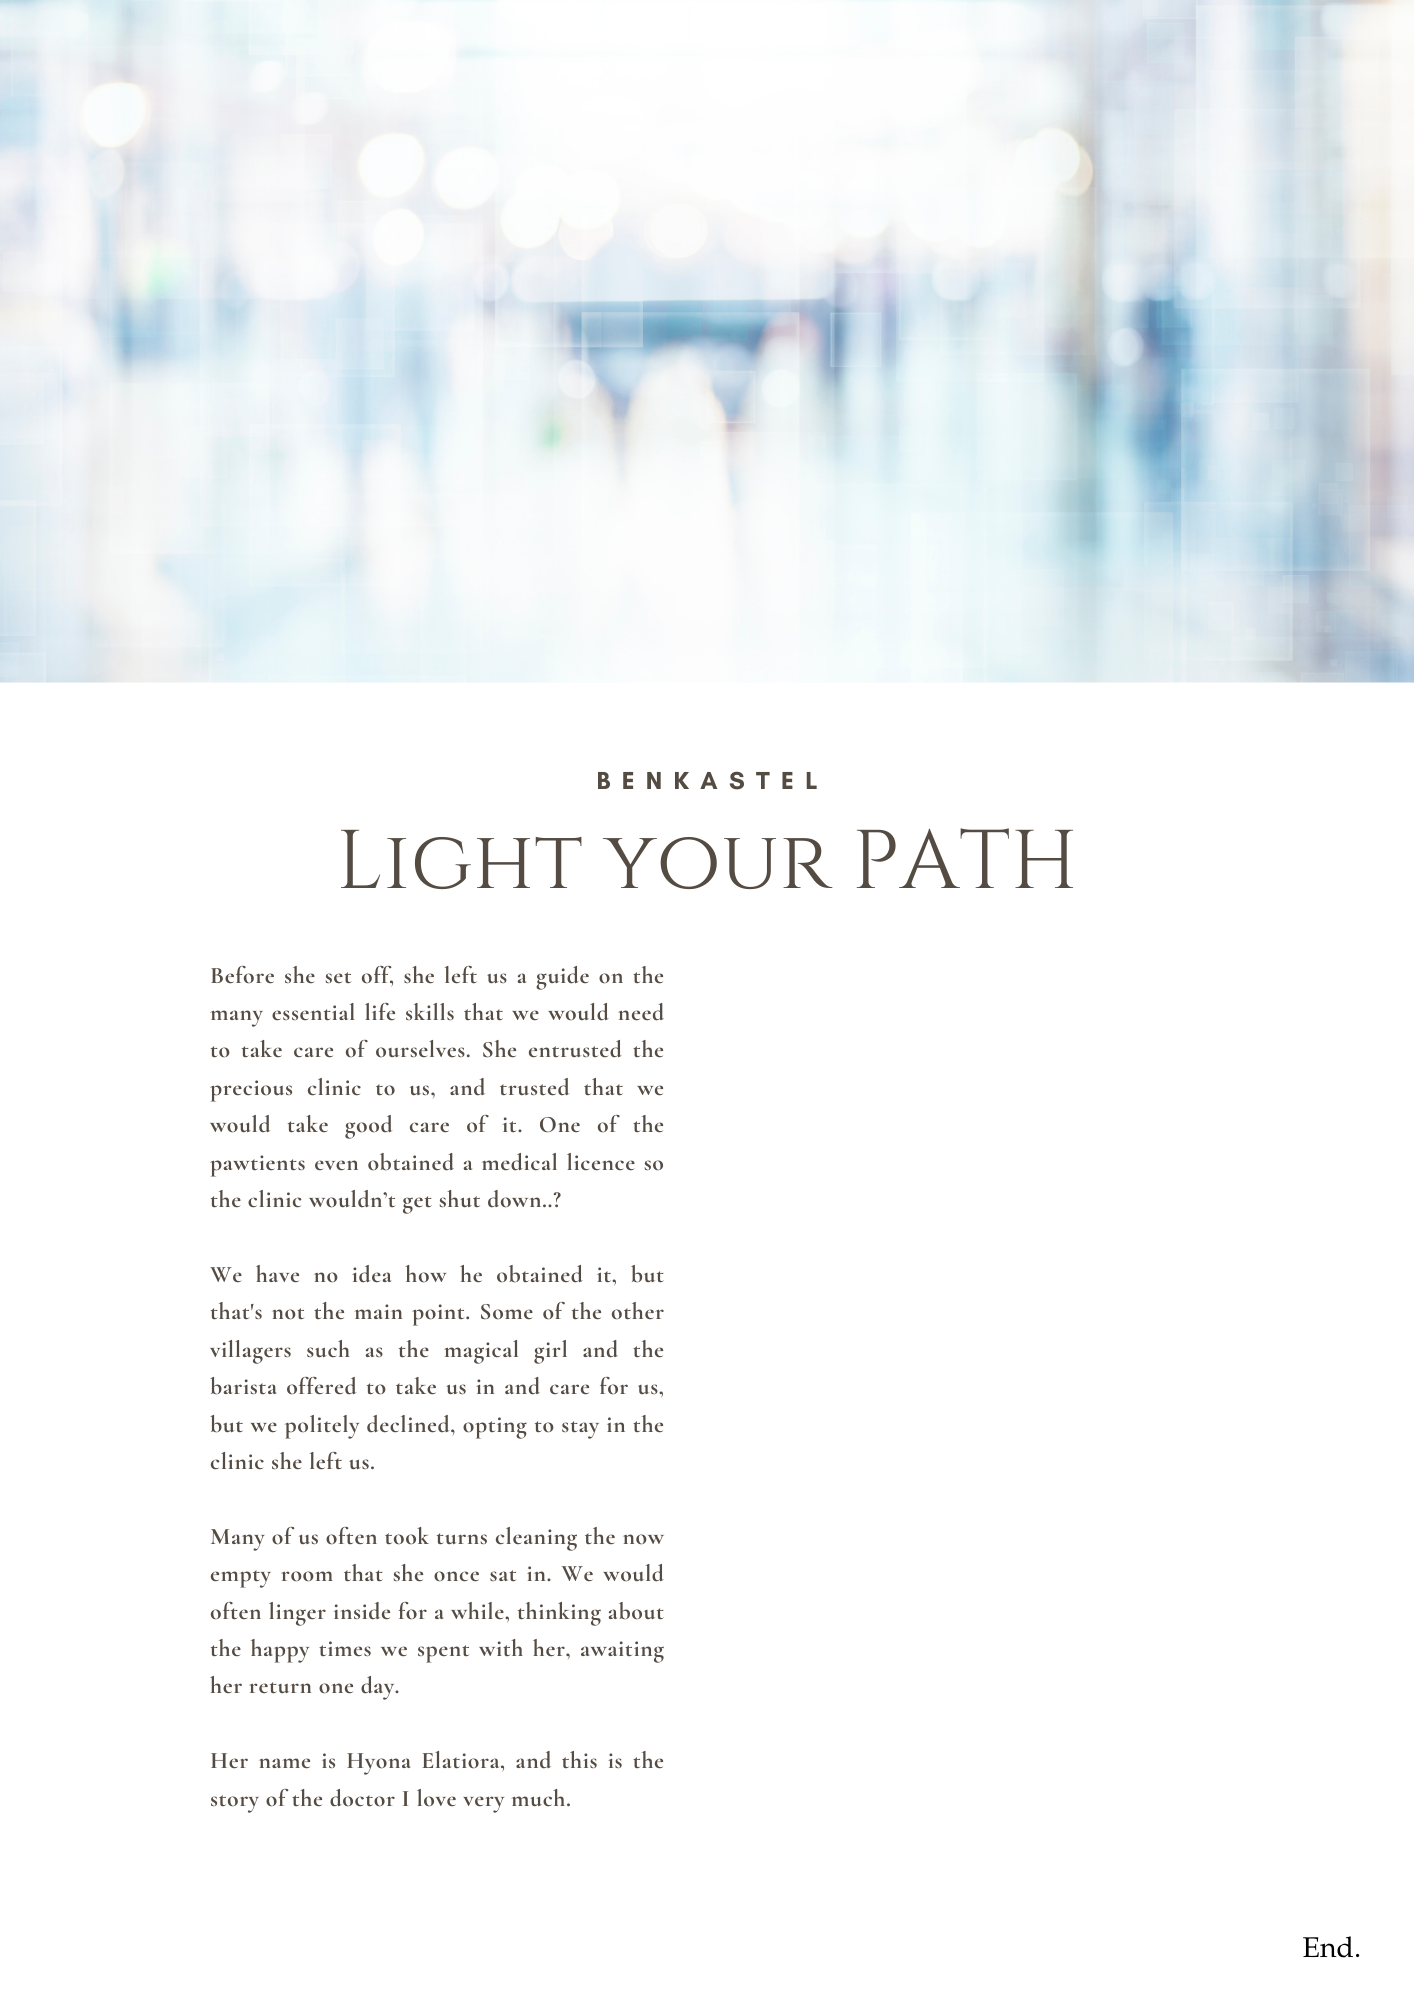 BENKASTEL
Light your PATH
Before she set off, she left us a guide on the
many essential life skills that we would need
to take care of ourselves. She entrusted the
precious clinic to us, and trusted that we
would take good care of it. One of the
pawtients even obtained a medical licence so
the clinic wouldn’t get shut down..?
We have no idea how he obtained it, but
that's not the main point. Some of the other
villagers such as the magical girl and the
barista offered to take us in and care for us,
but we politely declined, opting to stay in the
clinic she left us.
Many of us often took turns cleaning the now
empty room that she once sat in. We would
often linger inside for a while, thinking about
the happy times we spent with her, awaiting
her return one day.
Her name is Hyona Elatiora, and this is the
story of the doctor I love very much.
End.